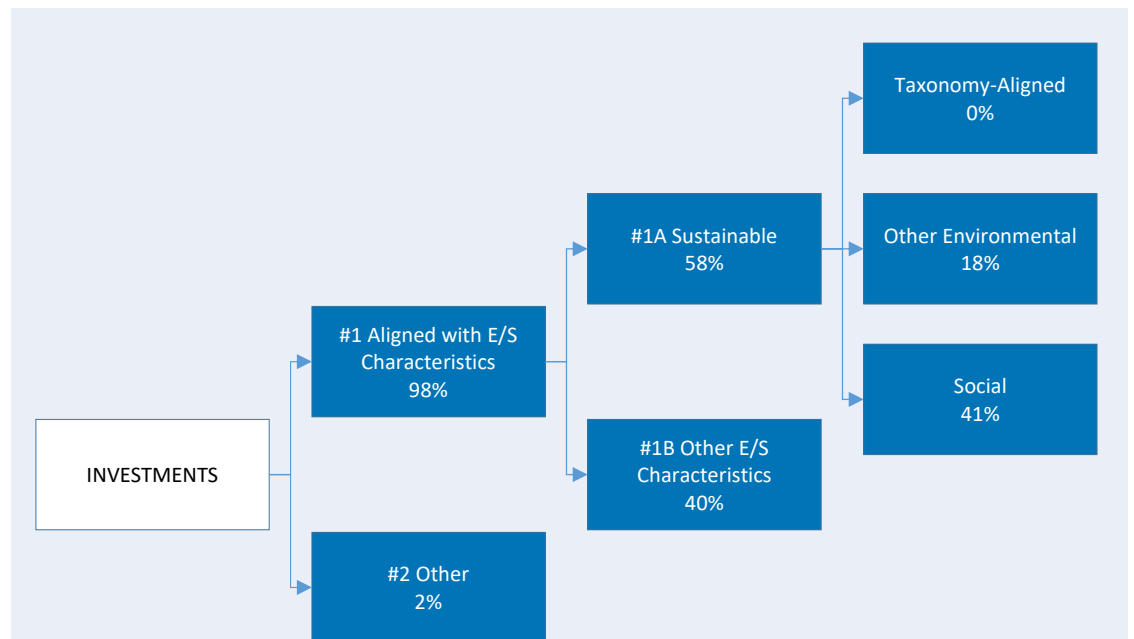 INVESTMENTS
#1 Aligned with E/S
Characteristics
98%
#2 Other
2%
#1A Sustainable
58%
#1B Other E/S
Characteristics
40%
Taxonomy-Aligned
0%
Other Environmental
18%
Social
41%